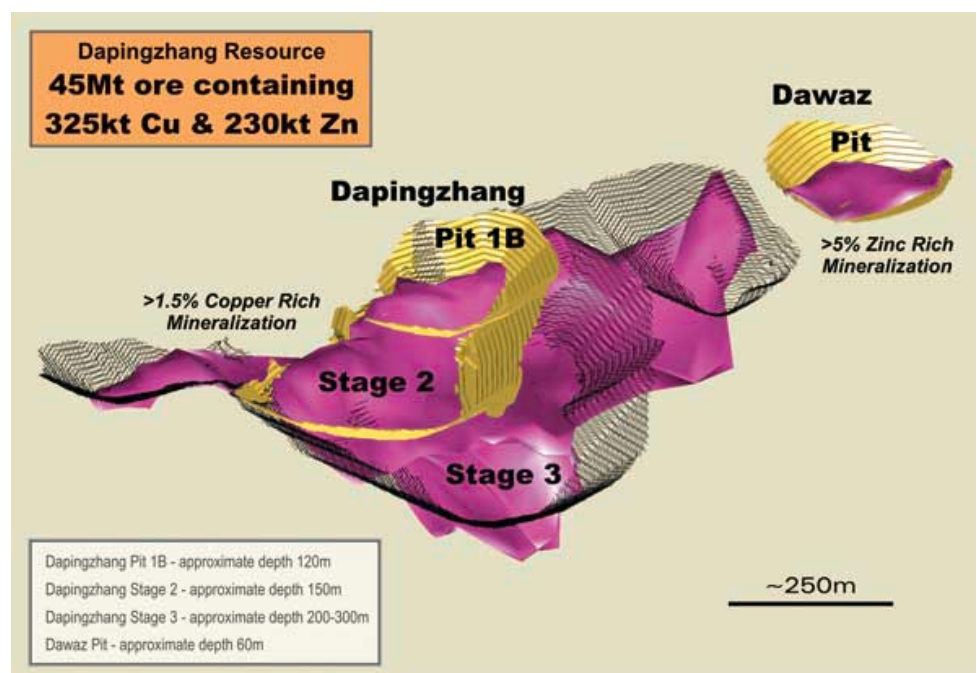 Dapingzhang Resource
45Mt ore containing
325kt Cu & 230kt Zn
Dawaz
Pit
Dapingzhang
Pit 1B
>5% Zinc Rich
Mineralization
>1.5% Copper Rich
Mineralization
Stage 2
Stage 3
Dapingzhang Pit 1B - approximate depth 120m
Dapingzhang Stage 2 - approximate depth 150m
Dapingzhang Stage 3 - approximate depth 200-300m
Dawaz Pit - approximate depth 60m
~250m